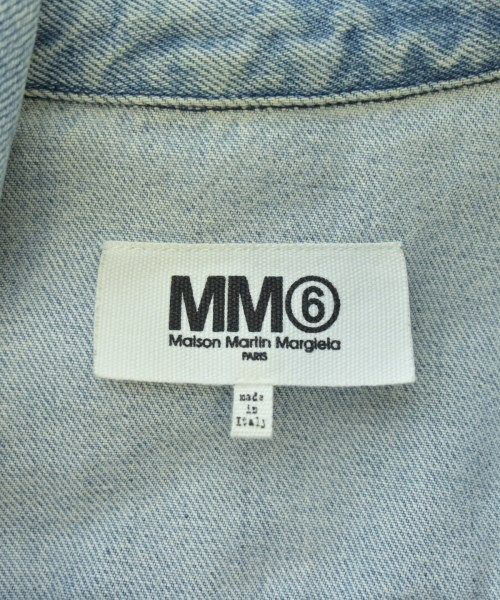 MM⑥
Maison Martin Margiela
PARIS
made
in
Italy